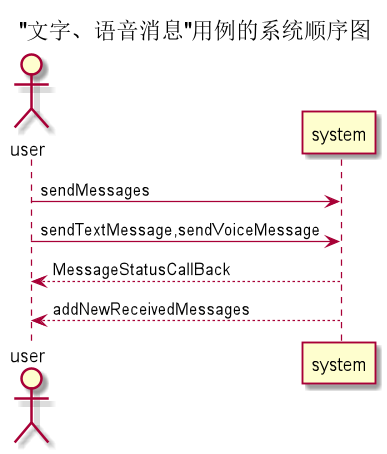 "文字、语音消息"用例的系统顺序图
user
system
sendMessages
sendTextMessage,sendVoiceMessage
MessageStatusCallBack
addNewReceivedMessages
user
system